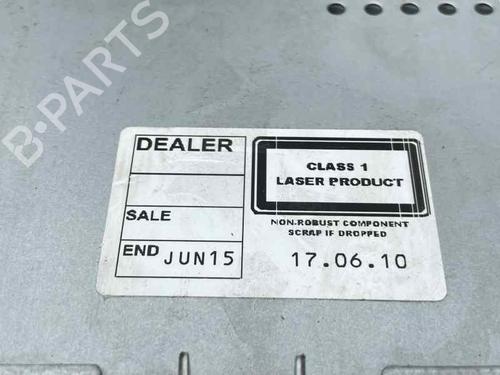 B-PARTS
DEALER
SALE
END JUN15
CLASS 1
LASER PRODUCT
NON-ROBUST COMPONENT
SCRAP IF DROPPED
17.06.10